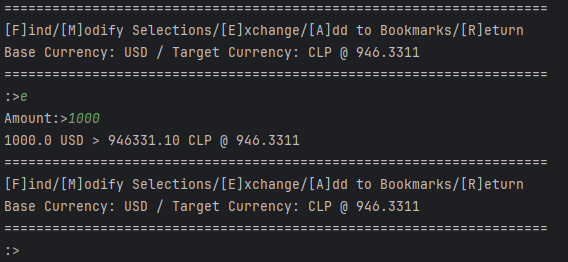 ====================================================================
[F]ind/[M]odify Selections/[E]xchange/[A]dd to Bookmarks/[R]eturn
Base Currency: USD / Target Currency: CLP @ 946.3311
====================================================================
:>e
Amount:>1000
1000.0 USD > 946331.10 CLP @ 946.3311
====================================================================
[F]ind/[M]odify Selections/[E]xchange/[A]dd to Bookmarks/[R]eturn
Base Currency: USD / Target Currency: CLP @ 946.3311
====================================================================
:>